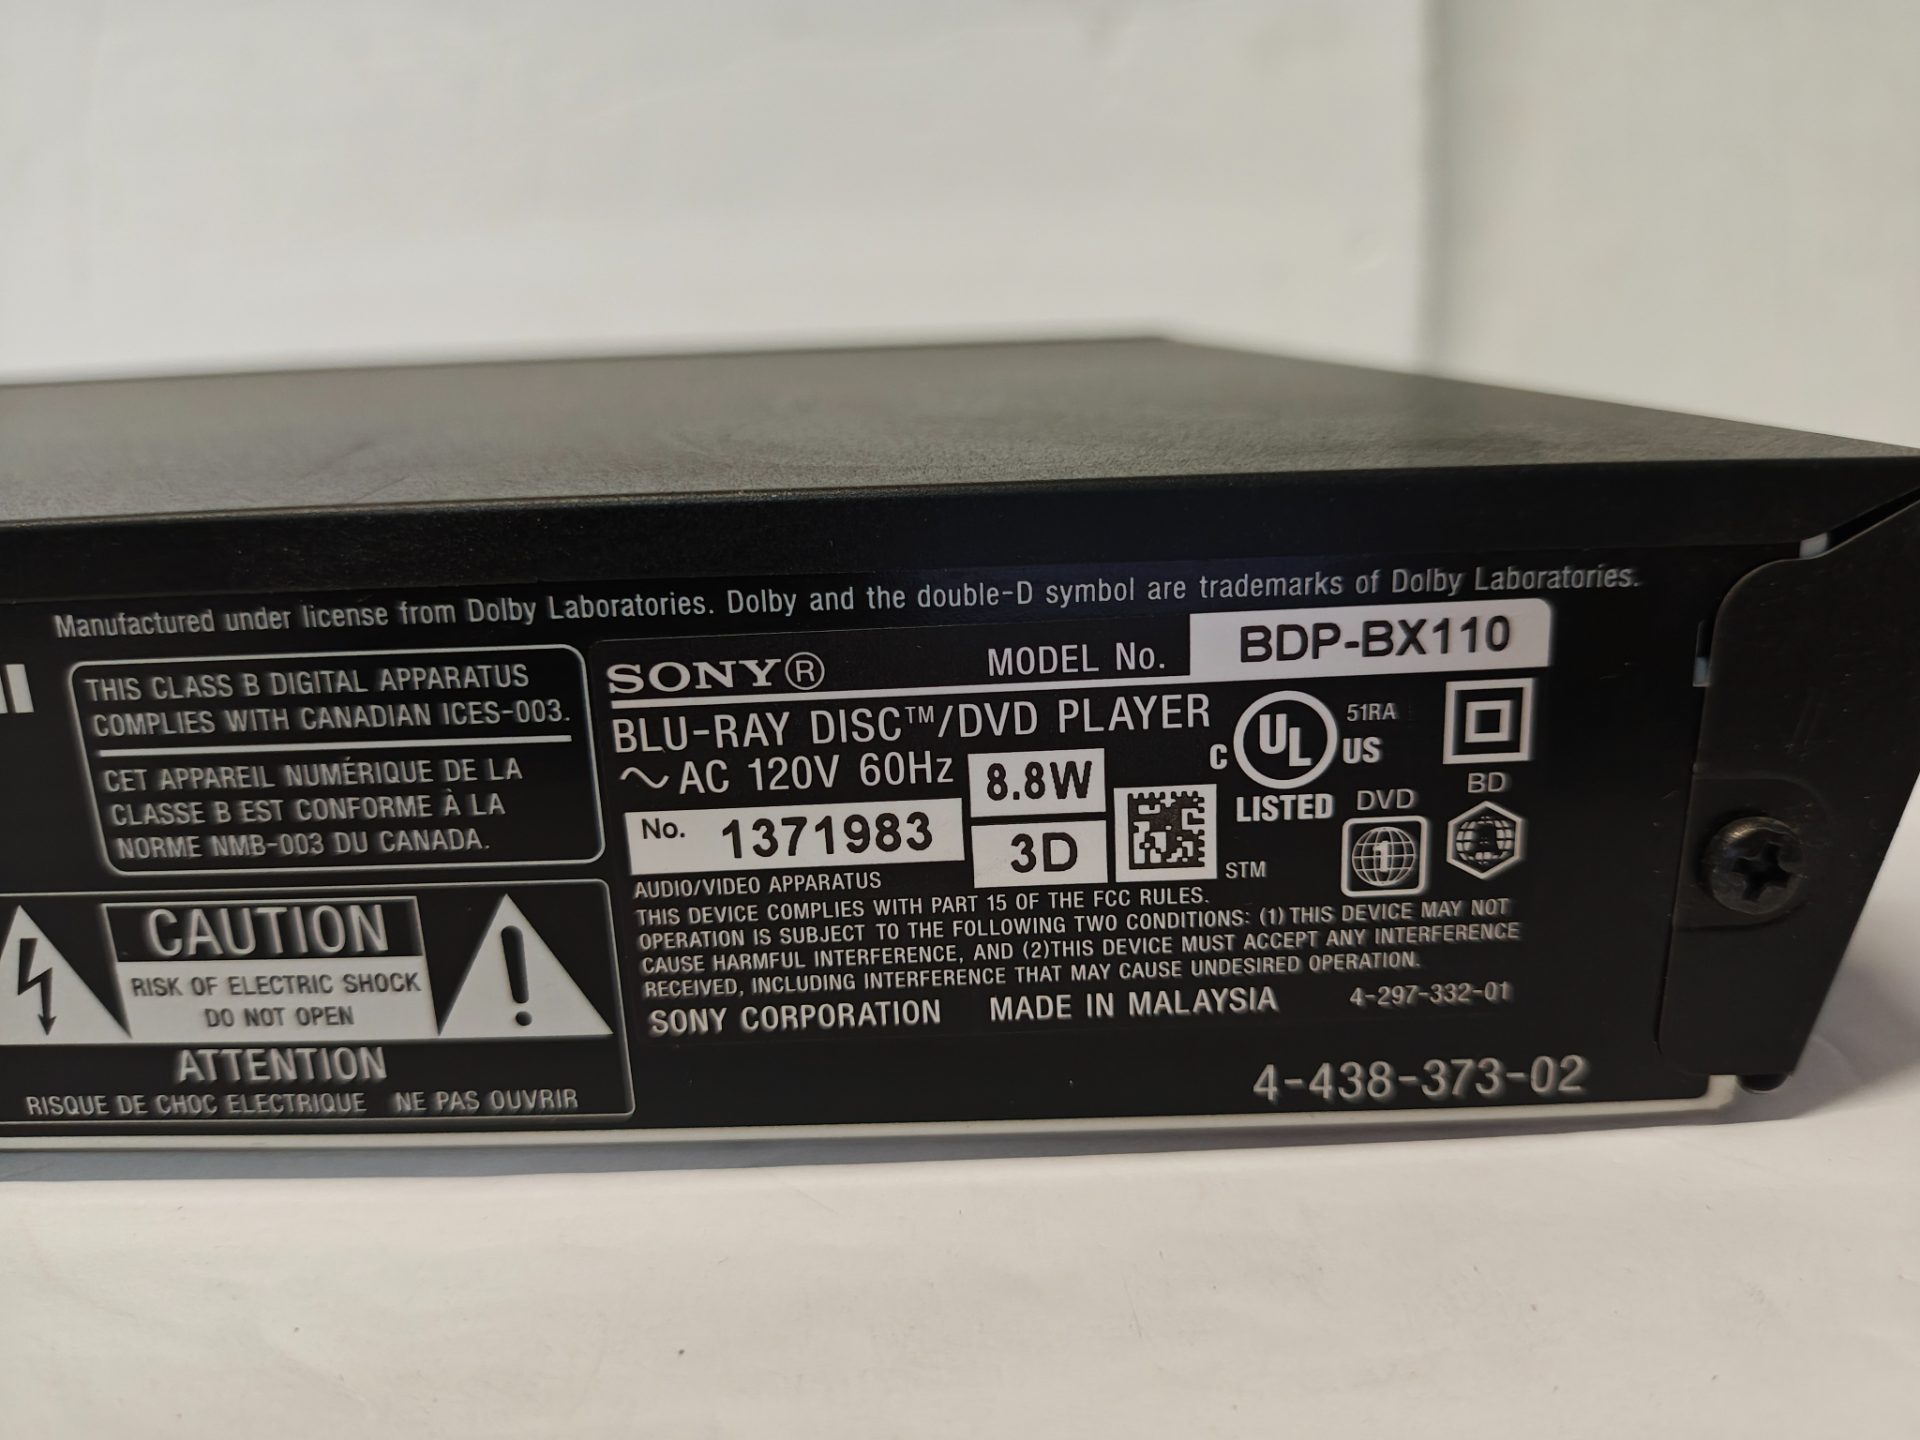 Manufactured under license from Dolby Laboratories. Dolby and the double-D symbol are trademarks of Dolby Laboratories.
THIS CLASS B DIGITAL APPARATUS
COMPLIES WITH CANADIAN ICES-003.
CET APPAREIL NUMÉRIQUE DE LA
CLASSE B EST CONFORME À LA
NORME NMB-003 DU CANADA.
CAUTION
RISK OF ELECTRIC SHOCK
DO NOT OPEN
ATTENTION
RISQUE DE CHOC ELECTRIQUE NE PAS OUVRIR
SONY® MODEL No. BDP-BX110
BLU-RAY DISC™/DVD PLAYER
~ AC 120V 60Hz 8.8W
No. 1371983 3D
C UL US 51RA
LISTED
DVD
1
BD
STM
AUDIO/VIDEO APPARATUS
THIS DEVICE COMPLIES WITH PART 15 OF THE FCC RULES.
OPERATION IS SUBJECT TO THE FOLLOWING TWO CONDITIONS: (1) THIS DEVICE MAY NOT
CAUSE HARMFUL INTERFERENCE, AND (2)THIS DEVICE MUST ACCEPT ANY INTERFERENCE
RECEIVED, INCLUDING INTERFERENCE THAT MAY CAUSE UNDESIRED OPERATION.
SONY CORPORATION MADE IN MALAYSIA 4-297-332-01
4-438-373-02